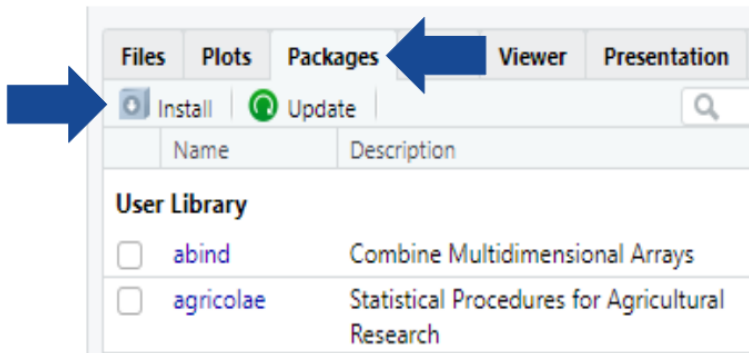 Files Plots Packages Viewer Presentation
Install Update
Name Description
User Library
abind Combine Multidimensional Arrays
agricolae Statistical Procedures for Agricultural
Research